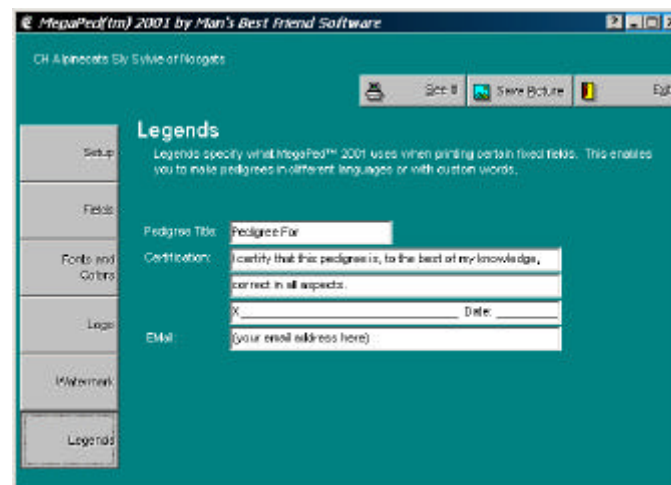 MegaPed(tm) 2001 by Man's Best Friend Software
CH Alpinecats Sly Sylvie of Noogats
See It
Save Picture
Exit
Legends
Legends specify what MegaPed™ 2001 uses when printing certain fixed fields. This enables
you to make pedigrees in different languages or with custom words.
Setup
Fields
Fonts and
Colors
Logo
Watermark
Legends
Pedigree Title:
Pedigree For
Certification:
I certify that this pedigree is, to the best of my knowledge,
correct in all aspects.
X________________________ Date: ________
EMail:
(your email address here)